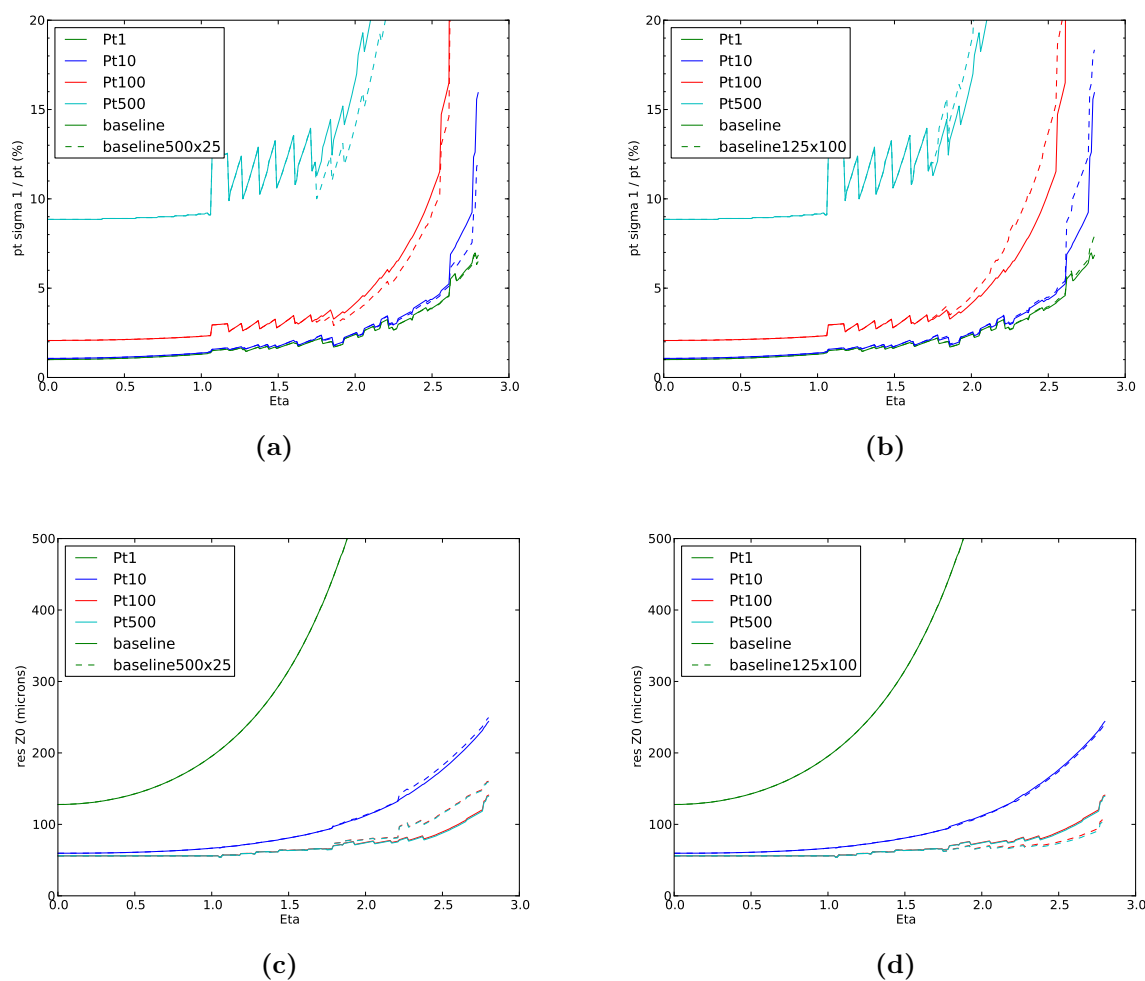 20
15
10
5
0
pt sigma 1 / pt (%)
Pt1
Pt10
Pt100
Pt500
baseline
baseline500x25
0.0 0.5 1.0 1.5 2.0 2.5 3.0
Eta
(a)
20
15
10
5
0
pt sigma 1 / pt (%)
Pt1
Pt10
Pt100
Pt500
baseline
baseline125x100
0.0 0.5 1.0 1.5 2.0 2.5 3.0
Eta
(b)
500
400
300
200
100
0
res Z0 (microns)
Pt1
Pt10
Pt100
Pt500
baseline
baseline500x25
0.0 0.5 1.0 1.5 2.0 2.5 3.0
Eta
(c)
500
400
300
200
100
0
res Z0 (microns)
Pt1
Pt10
Pt100
Pt500
baseline
baseline125x100
0.0 0.5 1.0 1.5 2.0 2.5 3.0
Eta
(d)